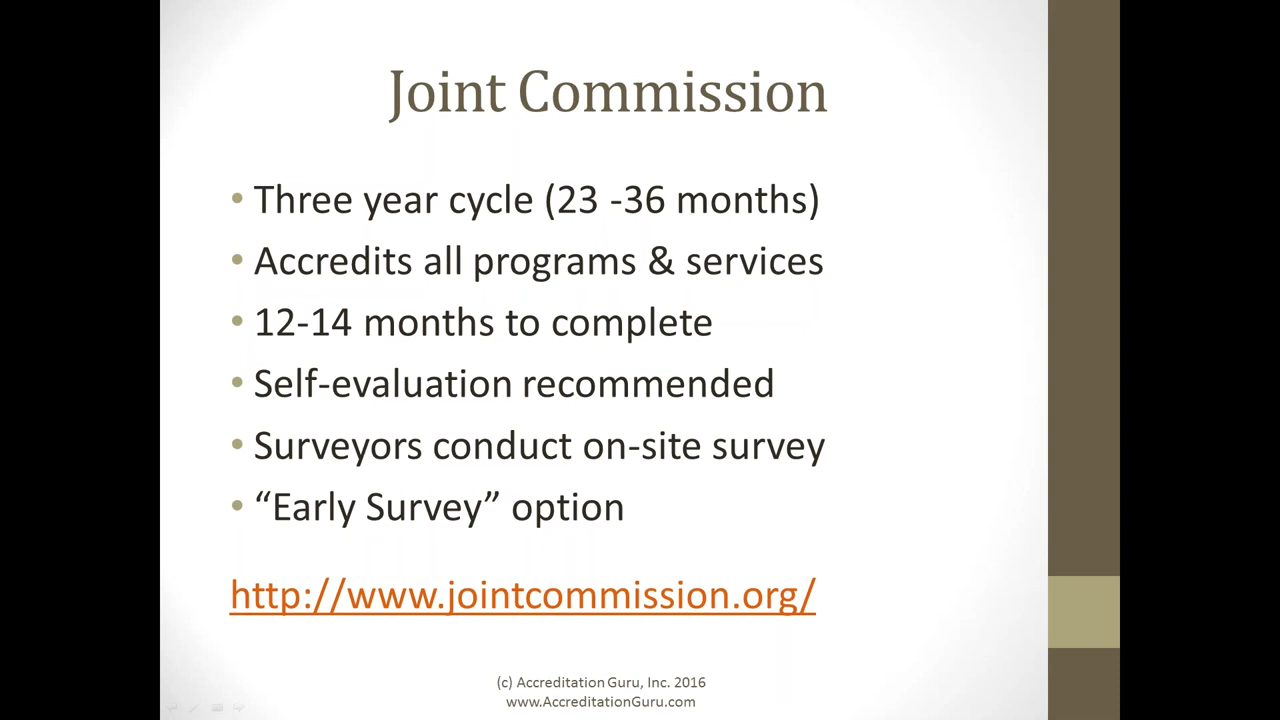 Joint Commission
• Three year cycle (23 -36 months)
• Accredits all programs & services
• 12-14 months to complete
• Self-evaluation recommended
• Surveyors conduct on-site survey
• “Early Survey” option
http://www.jointcommission.org/
(c) Accreditation Guru, Inc. 2016
www.AccreditationGuru.com